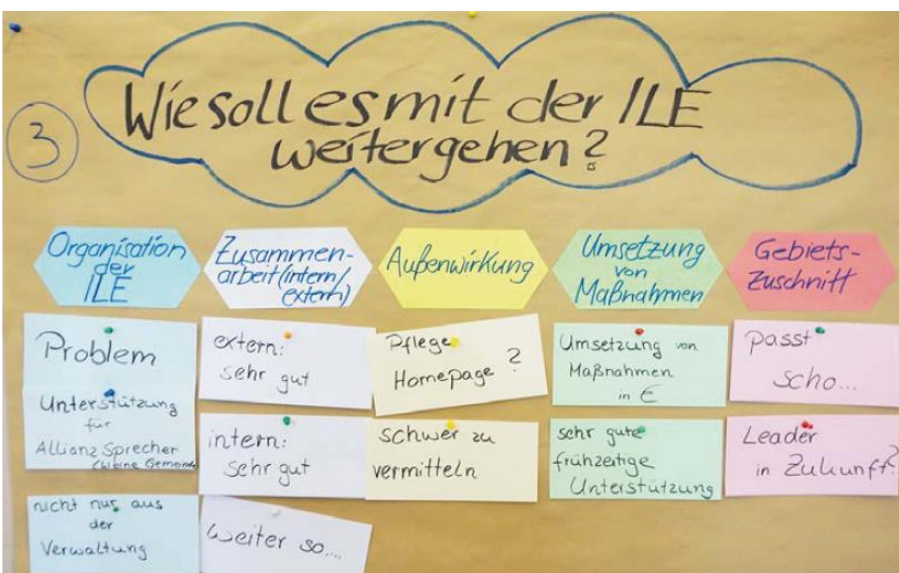 3
Wie soll es mit der ILE
weitergehen?
Organisation
der
ILE
Problem
Unterstützung
für
Allianz Sprecher
(kleine Gemeinde)
nicht nur aus
der
Verwaltung
Zusammen-
arbeit (intern/
extern)
extern:
sehr gut
intern:
sehr gut
weiter so...
Außenwirkung
Pflege
Homepage ?
schwer zu
vermitteln
Umsetzung
von
Maßnahmen
Umsetzung von
Maßnahmen
in €
sehr gute
frühzeitige
Unterstützung
Gebiets-
Zuschnitt
passt
scho...
Leader
in Zukunft?